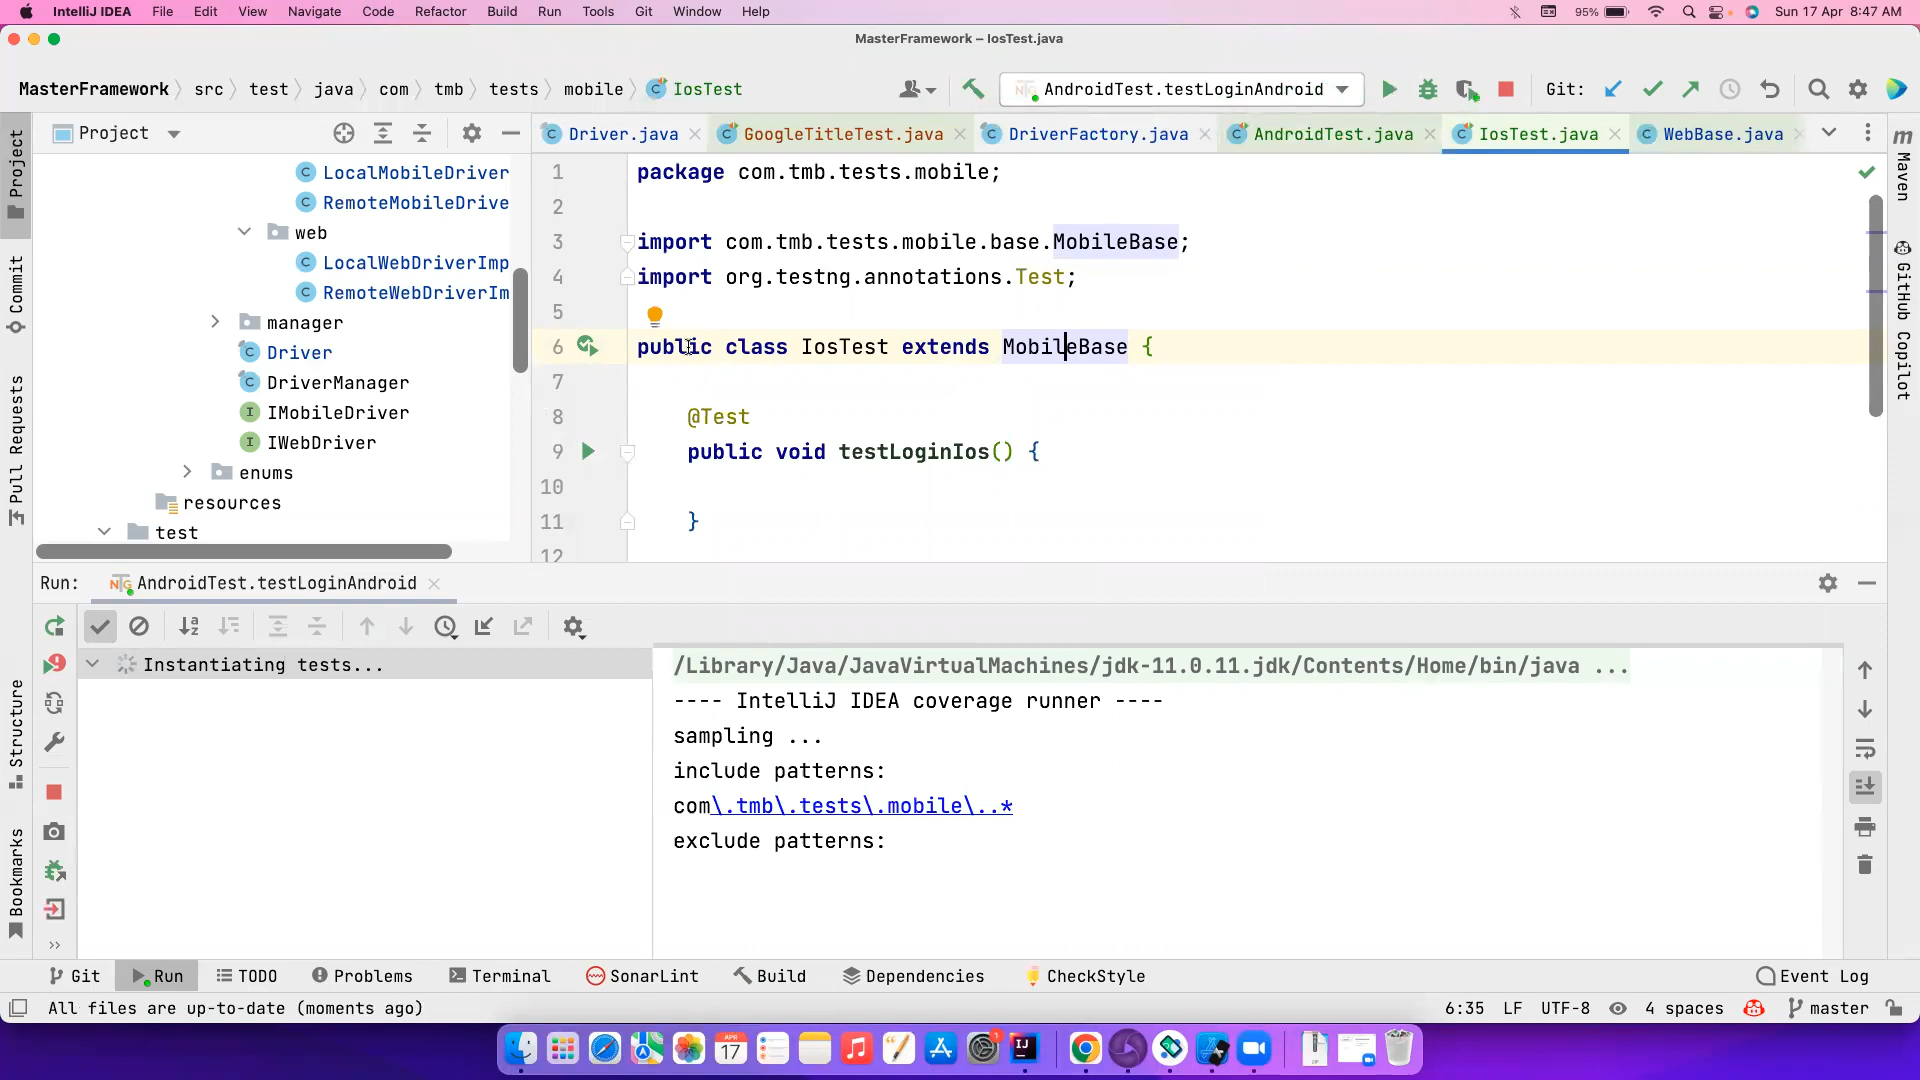 IntelliJ IDEA File Edit View Navigate Code Refactor Build Run Tools Git Window Help 95% Sun 17 Apr 8:47 AM
MasterFramework – IosTest.java
MasterFramework src test java com tmb tests mobile IosTest AndroidTest.testLoginAndroid Git:
Project Driver.java GoogleTitleTest.java DriverFactory.java AndroidTest.java IosTest.java WebBase.java
LocalMobileDriver
RemoteMobileDrive
web
LocalWebDriverImp
RemoteWebDriverIm
manager
Driver
DriverManager
IMobileDriver
IWebDriver
enums
resources
test
1 package com.tmb.tests.mobile;
2
3 import com.tmb.tests.mobile.base.MobileBase;
4 import org.testng.annotations.Test;
5
6 public class IosTest extends MobileBase {
7
8 @Test
9 public void testLoginIos() {
10
11 }
12
Project
Commit
Pull Requests
Structure
Bookmarks
m
Maven
GitHub Copilot
Run: AndroidTest.testLoginAndroid
Instantiating tests...
/Library/Java/JavaVirtualMachines/jdk-11.0.11.jdk/Contents/Home/bin/java ...
---- IntelliJ IDEA coverage runner ----
sampling ...
include patterns:
com\.tmb\.tests\.mobile\..*
exclude patterns:
Git Run TODO Problems Terminal SonarLint Build Dependencies CheckStyle Event Log
All files are up-to-date (moments ago) 6:35 LF UTF-8 4 spaces master
APR
17
1
IJ